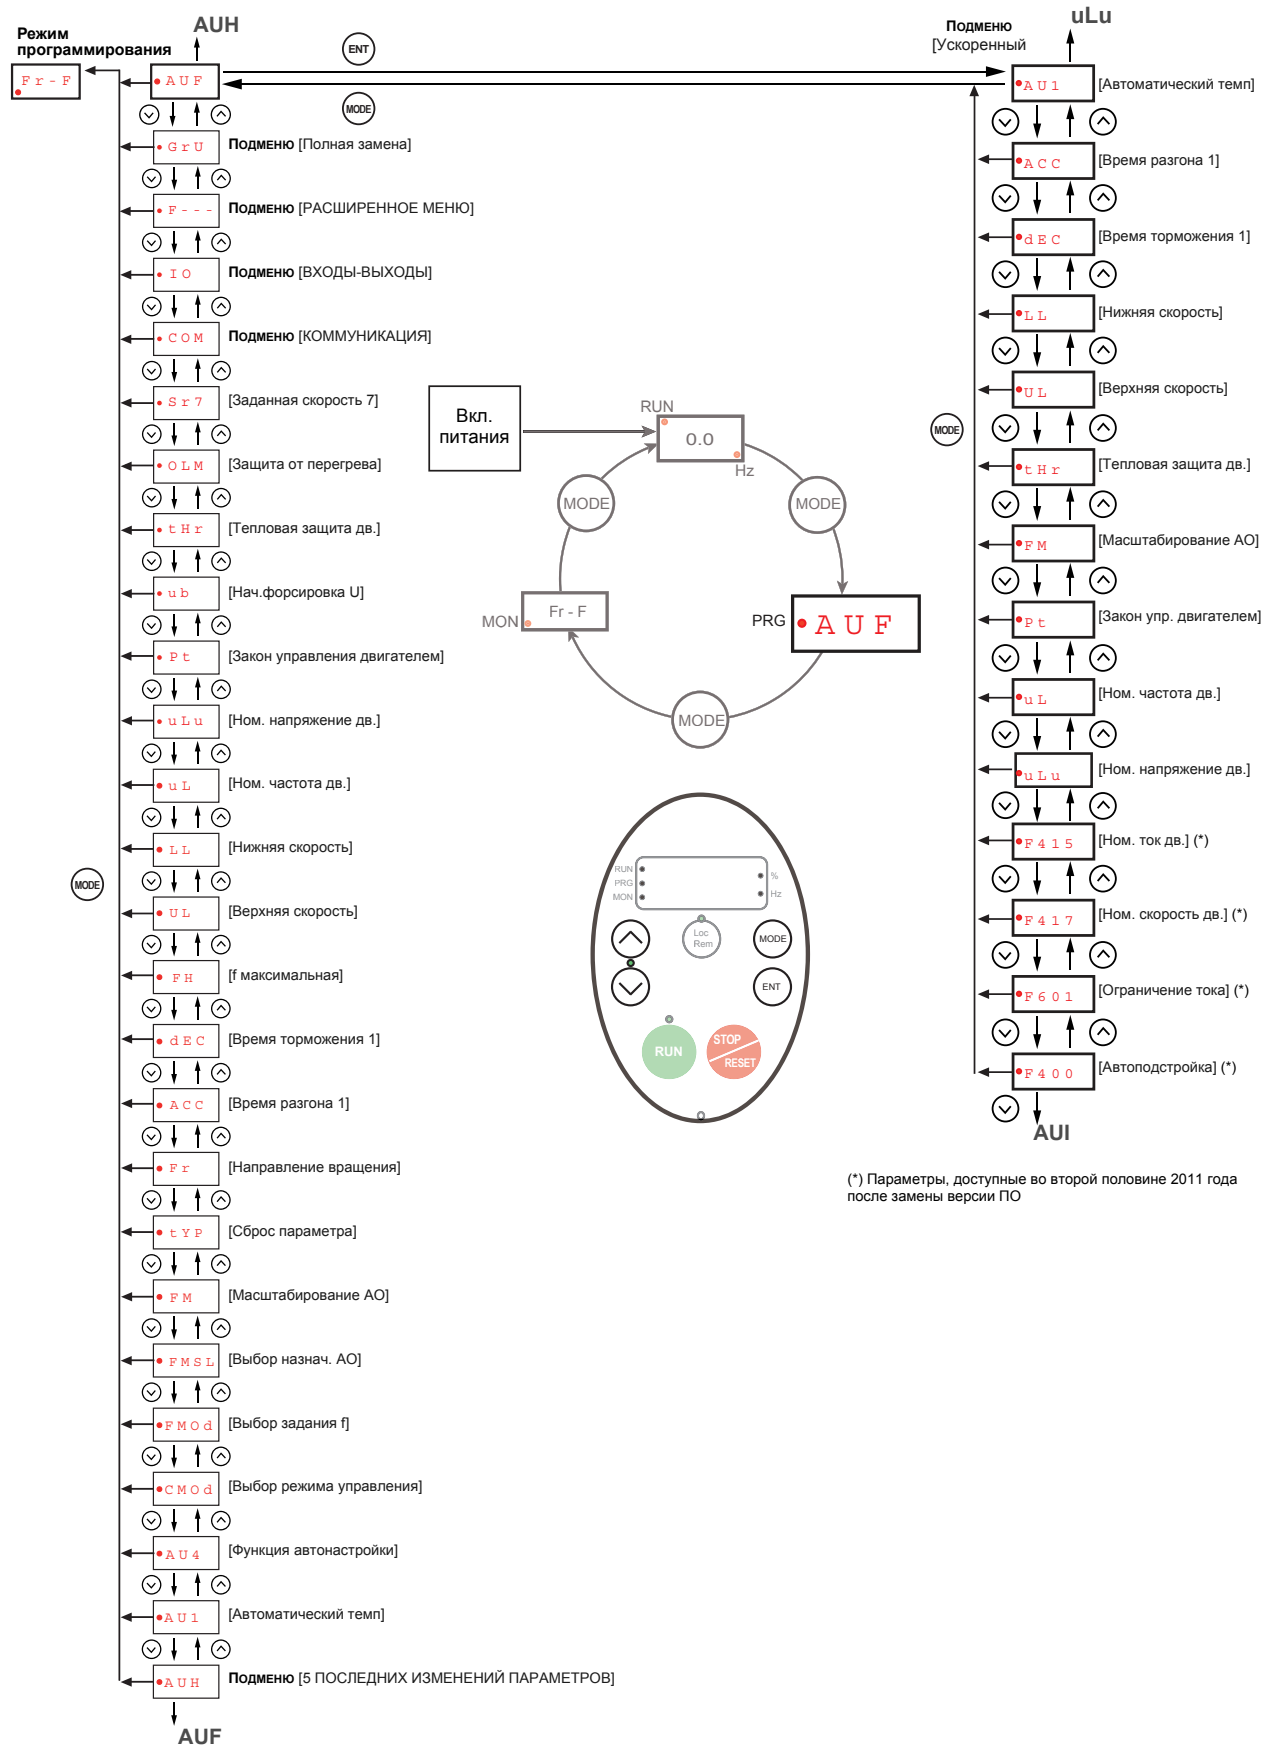 Режим
программирования
Fr-F
AUH
ENT
MODE
AUF
GrU
Подменю [Полная замена]
F---
Подменю [РАСШИРЕННОЕ МЕНЮ]
IO
Подменю [ВХОДЫ-ВЫХОДЫ]
COM
Подменю [КОММУНИКАЦИЯ]
Sr7
[Заданная скорость 7]
OLM
[Защита от перегрева]
tHr
[Тепловая защита дв.]
ub
[Нач.форсировка U]
Pt
[Закон управления двигателем]
uLu
[Ном. напряжение дв.]
uL
[Ном. частота дв.]
LL
[Нижняя скорость]
MODE
UL
[Верхняя скорость]
FH
[f максимальная]
dEC
[Время торможения 1]
ACC
[Время разгона 1]
Fr
[Направление вращения]
tYP
[Сброс параметра]
FM
[Масштабирование АО]
FMSL
[Выбор назнач. АО]
FMOd
[Выбор задания f]
CMOd
[Выбор режима управления]
AU4
[Функция автонастройки]
AU1
[Автоматический темп]
AUH
Подменю [5 ПОСЛЕДНИХ ИЗМЕНЕНИЙ ПАРАМЕТРОВ]
AUF
Вкл.
питания
RUN
0.0
Hz
MODE
MODE
MON
Fr - F
PRG
AUF
MODE
RUN
PRG
MON
%
Hz
Loc
Rem
MODE
ENT
RUN
STOP
RESET
Подменю
[Ускоренный
uLu
AU1
[Автоматический темп]
ACC
[Время разгона 1]
dEC
[Время торможения 1]
LL
[Нижняя скорость]
UL
[Верхняя скорость]
MODE
tHr
[Тепловая защита дв.]
FM
[Масштабирование АО]
Pt
[Закон упр. двигателем]
uL
[Ном. частота дв.]
uLu
[Ном. напряжение дв.]
F415
[Ном. ток дв.] (*)
F417
[Ном. скорость дв.] (*)
F601
[Ограничение тока] (*)
F400
[Автоподстройка] (*)
AUI
(*) Параметры, доступные во второй половине 2011 года
после замены версии ПО